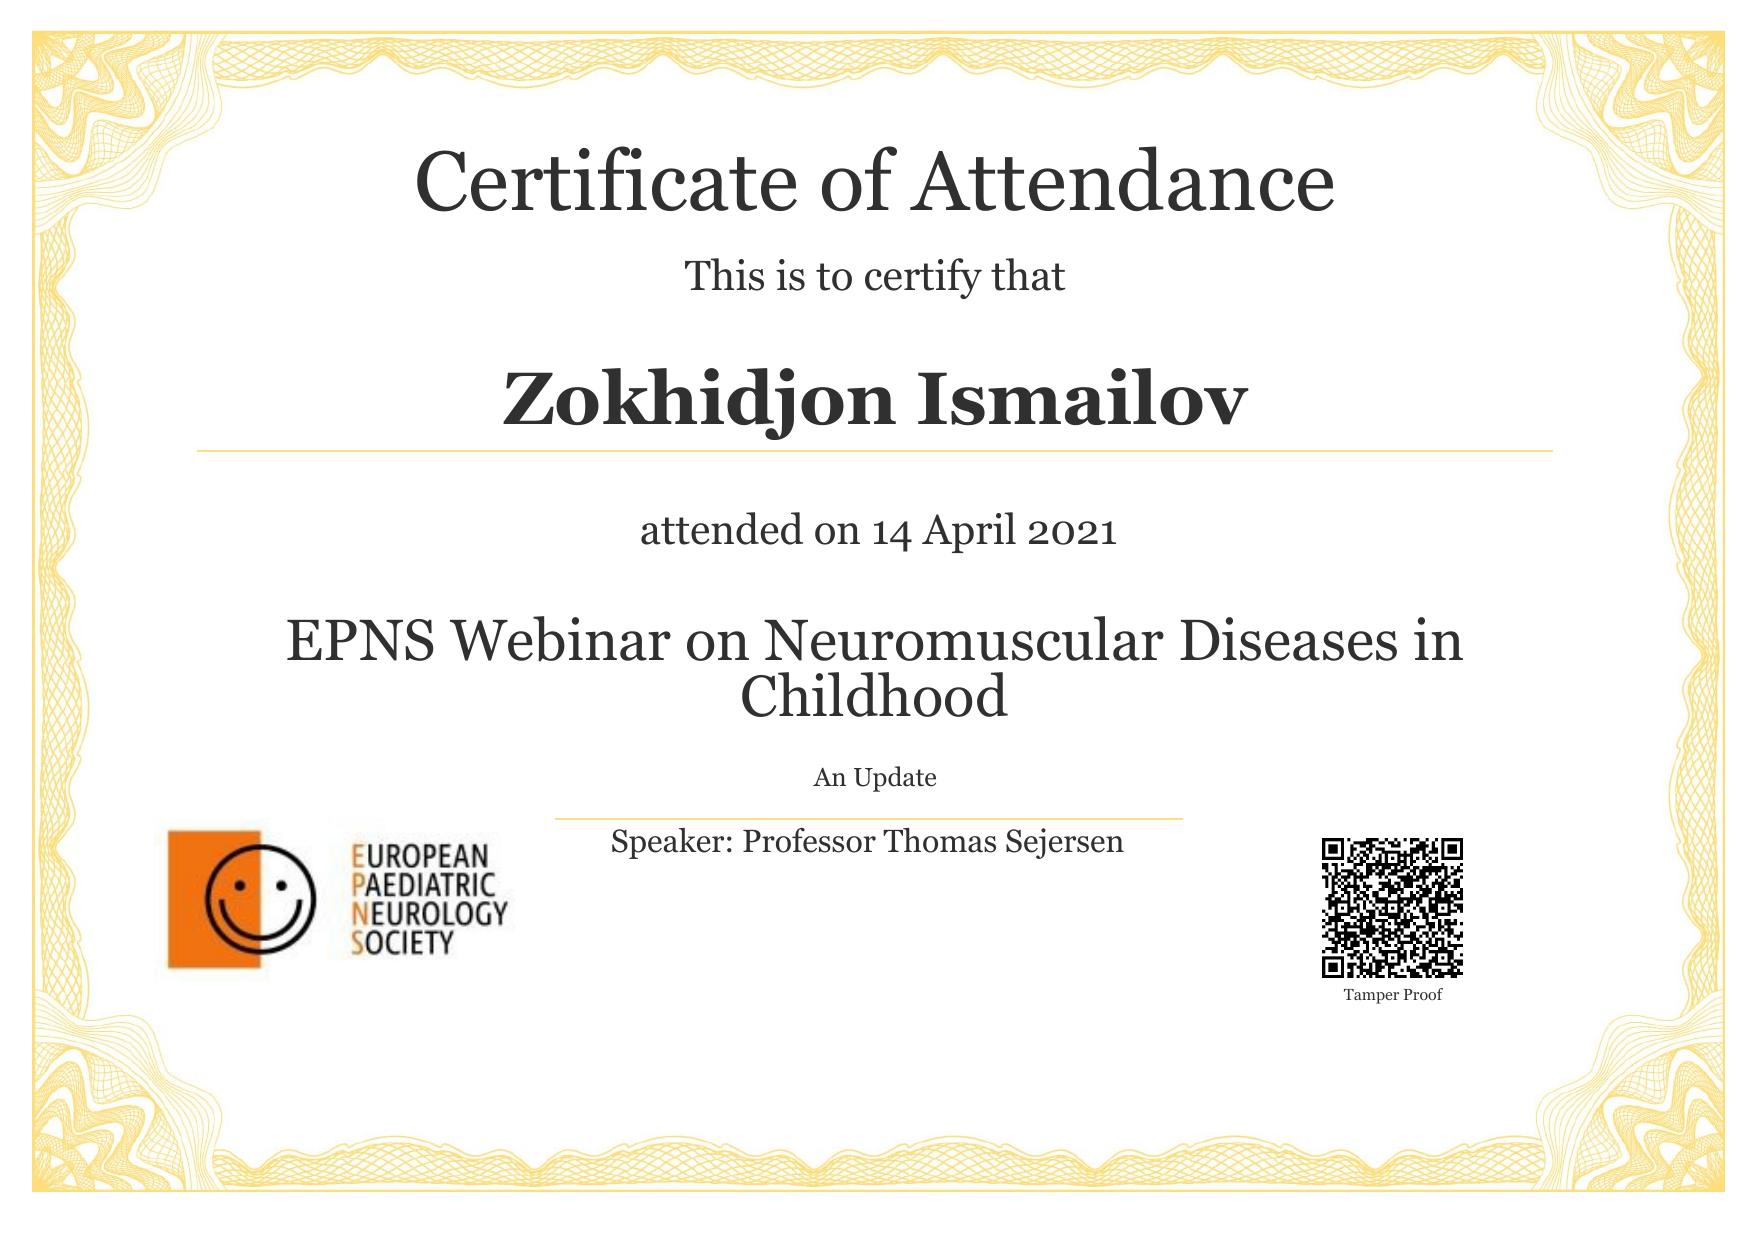 Certificate of Attendance
This is to certify that
Zokhidjon Ismailov
attended on 14 April 2021
EPNS Webinar on Neuromuscular Diseases in
Childhood
An Update
Speaker: Professor Thomas Sejersen
EUROPEAN
PAEDIATRIC
NEUROLOGY
SOCIETY
Tamper Proof